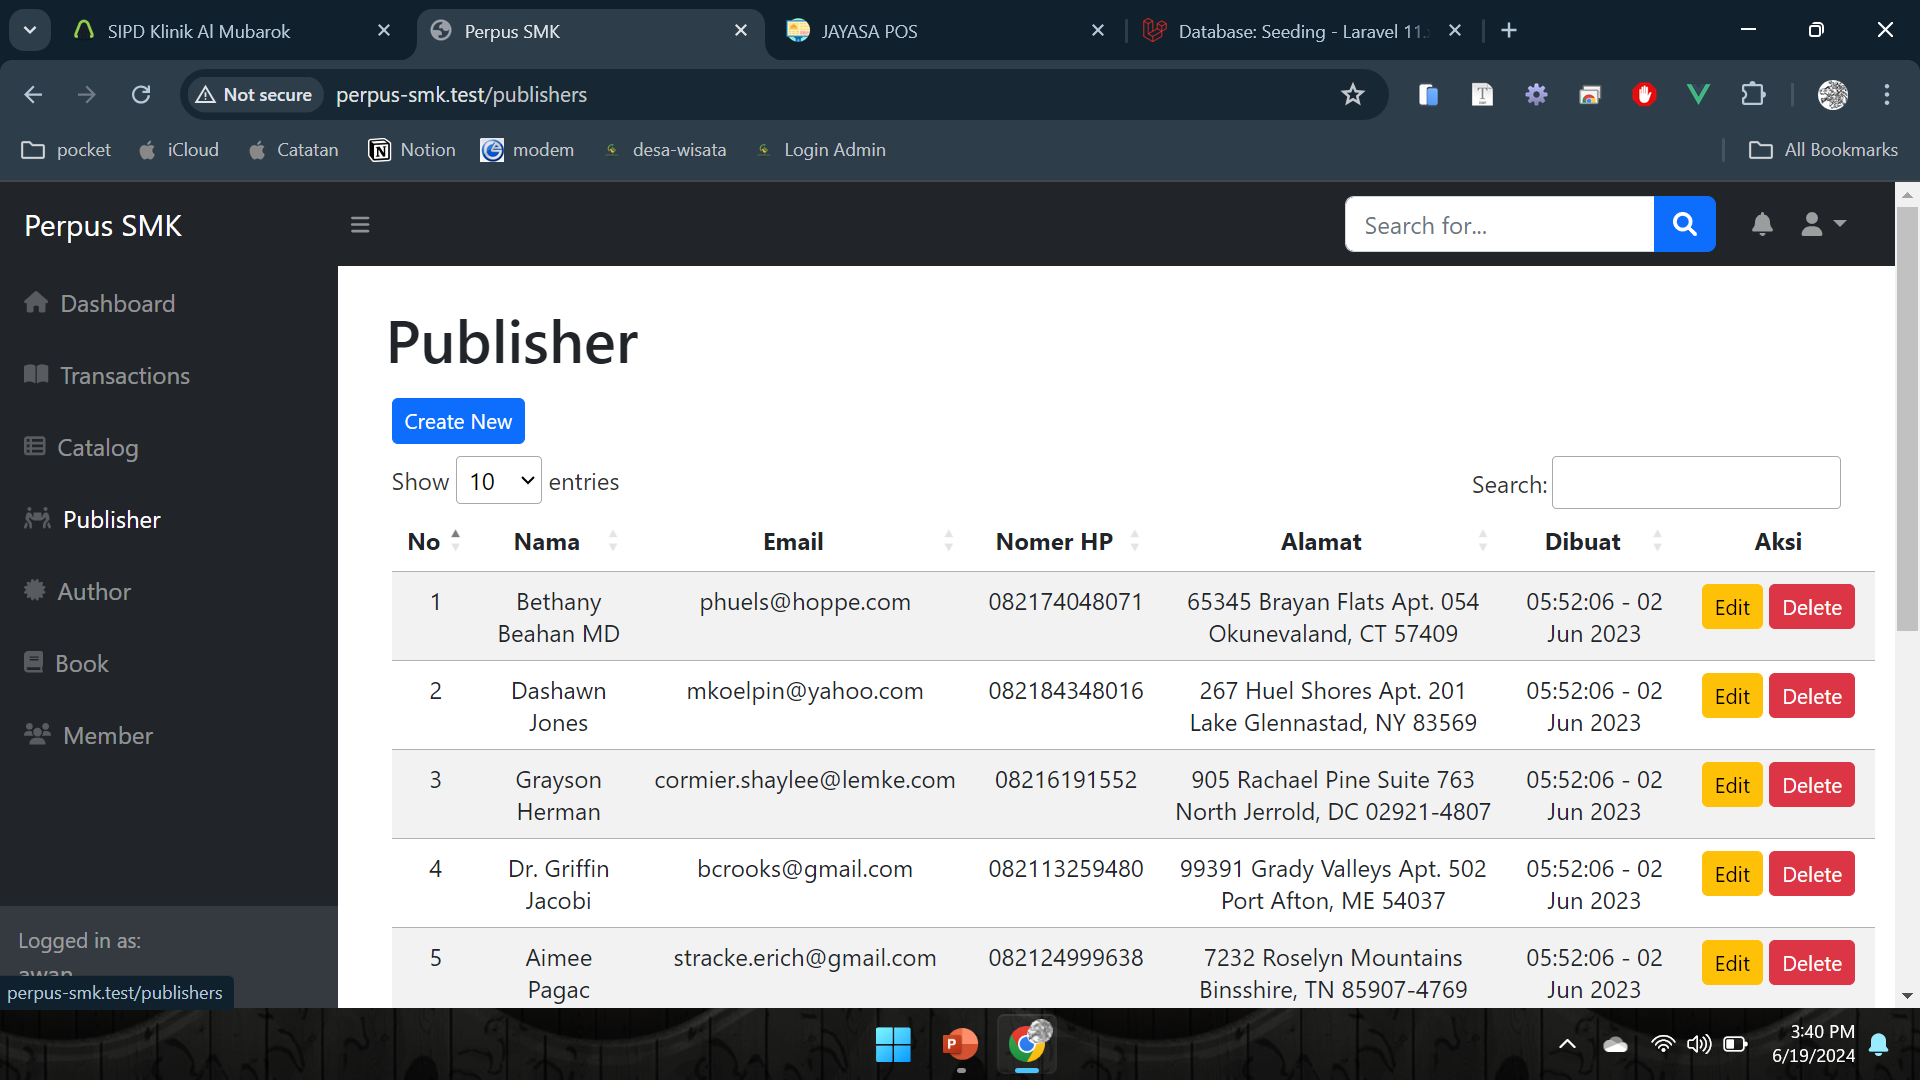 SIPD Klinik Al Mubarok
Perpus SMK
JAYASA POS
Database: Seeding - Laravel 11.
Not secure
perpus-smk.test/publishers
pocket
iCloud
Catatan
Notion
modem
desa-wisata
Login Admin
All Bookmarks
Perpus SMK
Search for...
Dashboard
Transactions
Catalog
Publisher
Author
Book
Member
Logged in as:
awan
perpus-smk.test/publishers
Publisher
Create New
Show 10 entries
Search:
No Nama Email Nomer HP Alamat Dibuat Aksi
1 Bethany phuels@hoppe.com 082174048071 65345 Brayan Flats Apt. 054 05:52:06 - 02 Edit Delete
Beahan MD Okunevaland, CT 57409 Jun 2023
2 Dashawn mkoelpin@yahoo.com 082184348016 267 Huel Shores Apt. 201 05:52:06 - 02 Edit Delete
Jones Lake Glennastad, NY 83569 Jun 2023
3 Grayson cormier.shaylee@lemke.com 08216191552 905 Rachael Pine Suite 763 05:52:06 - 02 Edit Delete
Herman North Jerrold, DC 02921-4807 Jun 2023
4 Dr. Griffin bcrooks@gmail.com 082113259480 99391 Grady Valleys Apt. 502 05:52:06 - 02 Edit Delete
Jacobi Port Afton, ME 54037 Jun 2023
5 Aimee stracke.erich@gmail.com 082124999638 7232 Roselyn Mountains 05:52:06 - 02 Edit Delete
Pagac Binsshire, TN 85907-4769 Jun 2023
3:40 PM
6/19/2024